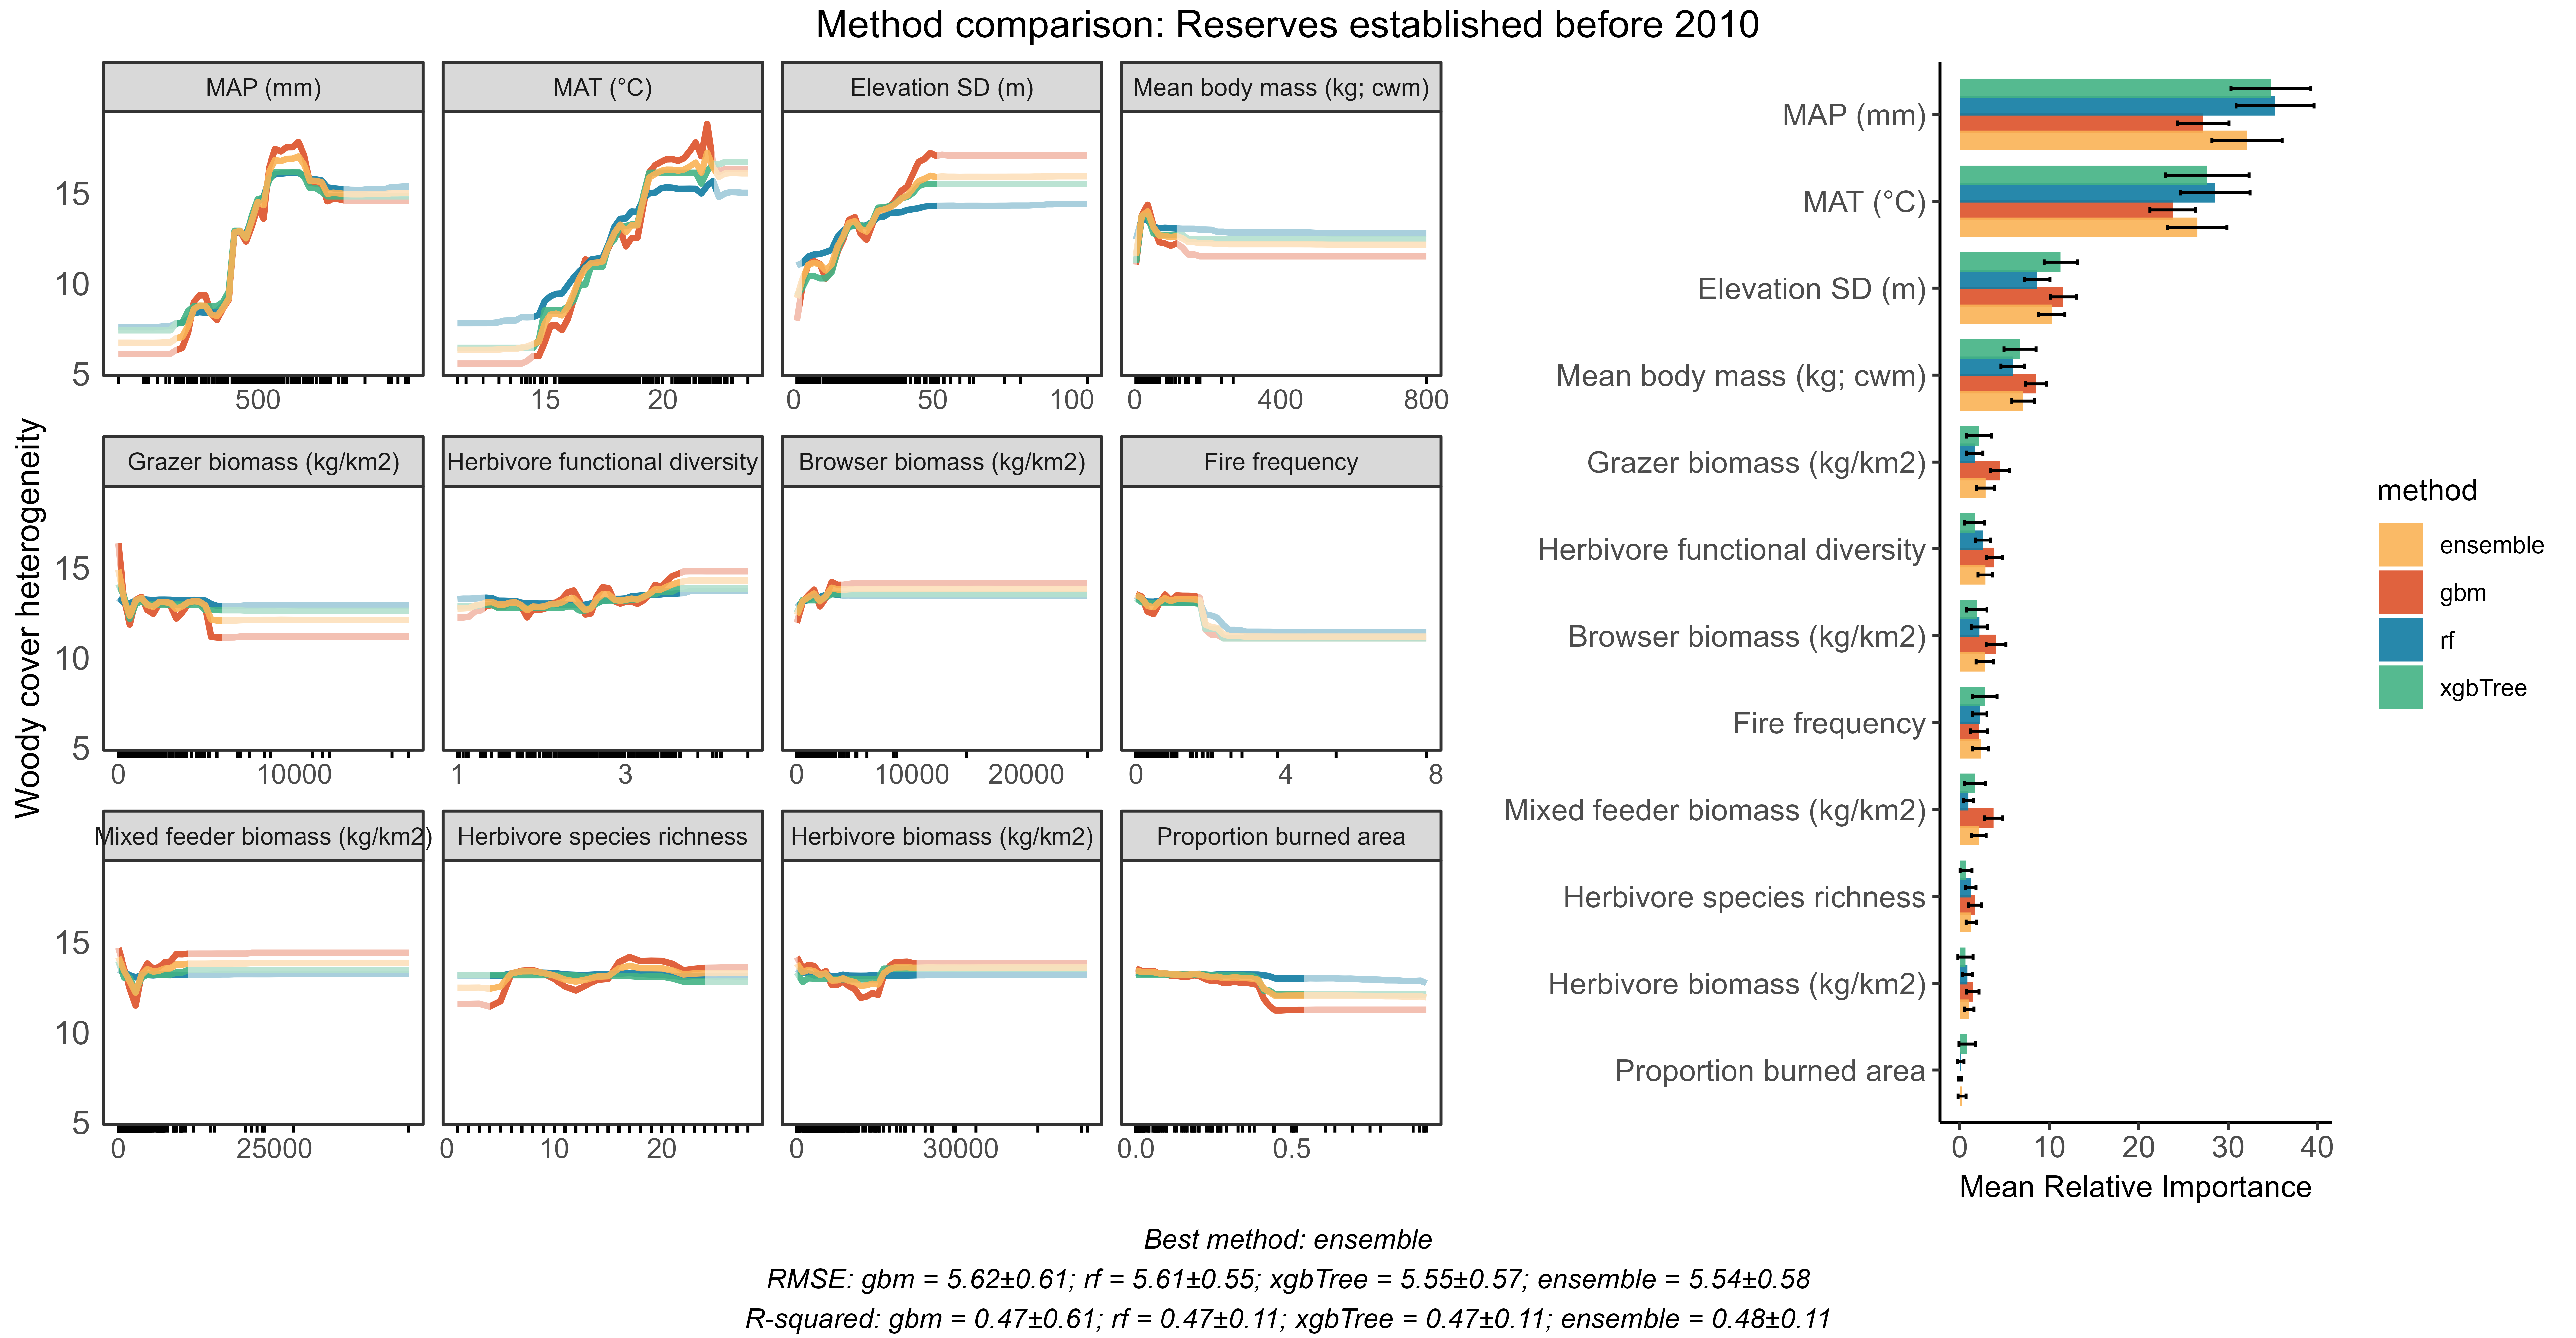 Method comparison: Reserves established before 2010
MAP (mm)
MAT (°C)
Elevation SD (m)
Mean body mass (kg; cwm)
15
10
5
500
15 20
0 50 100
0 400 800
Grazer biomass (kg/km2)
Herbivore functional diversity
Browser biomass (kg/km2)
Fire frequency
15
10
5
0 10000
1 3
0 10000 20000
0 4 8
Mixed feeder biomass (kg/km2)
Herbivore species richness
Herbivore biomass (kg/km2)
Proportion burned area
15
10
5
0 25000
0 10 20
0 30000
0.0 0.5
Woody cover heterogeneity
MAP (mm)
MAT (°C)
Elevation SD (m)
Mean body mass (kg; cwm)
Grazer biomass (kg/km2)
Herbivore functional diversity
Browser biomass (kg/km2)
Fire frequency
Mixed feeder biomass (kg/km2)
Herbivore species richness
Herbivore biomass (kg/km2)
Proportion burned area
0 10 20 30 40
Mean Relative Importance
method
ensemble
gbm
rf
xgbTree
Best method: ensemble
RMSE: gbm = 5.62±0.61; rf = 5.61±0.55; xgbTree = 5.55±0.57; ensemble = 5.54±0.58
R-squared: gbm = 0.47±0.61; rf = 0.47±0.11; xgbTree = 0.47±0.11; ensemble = 0.48±0.11